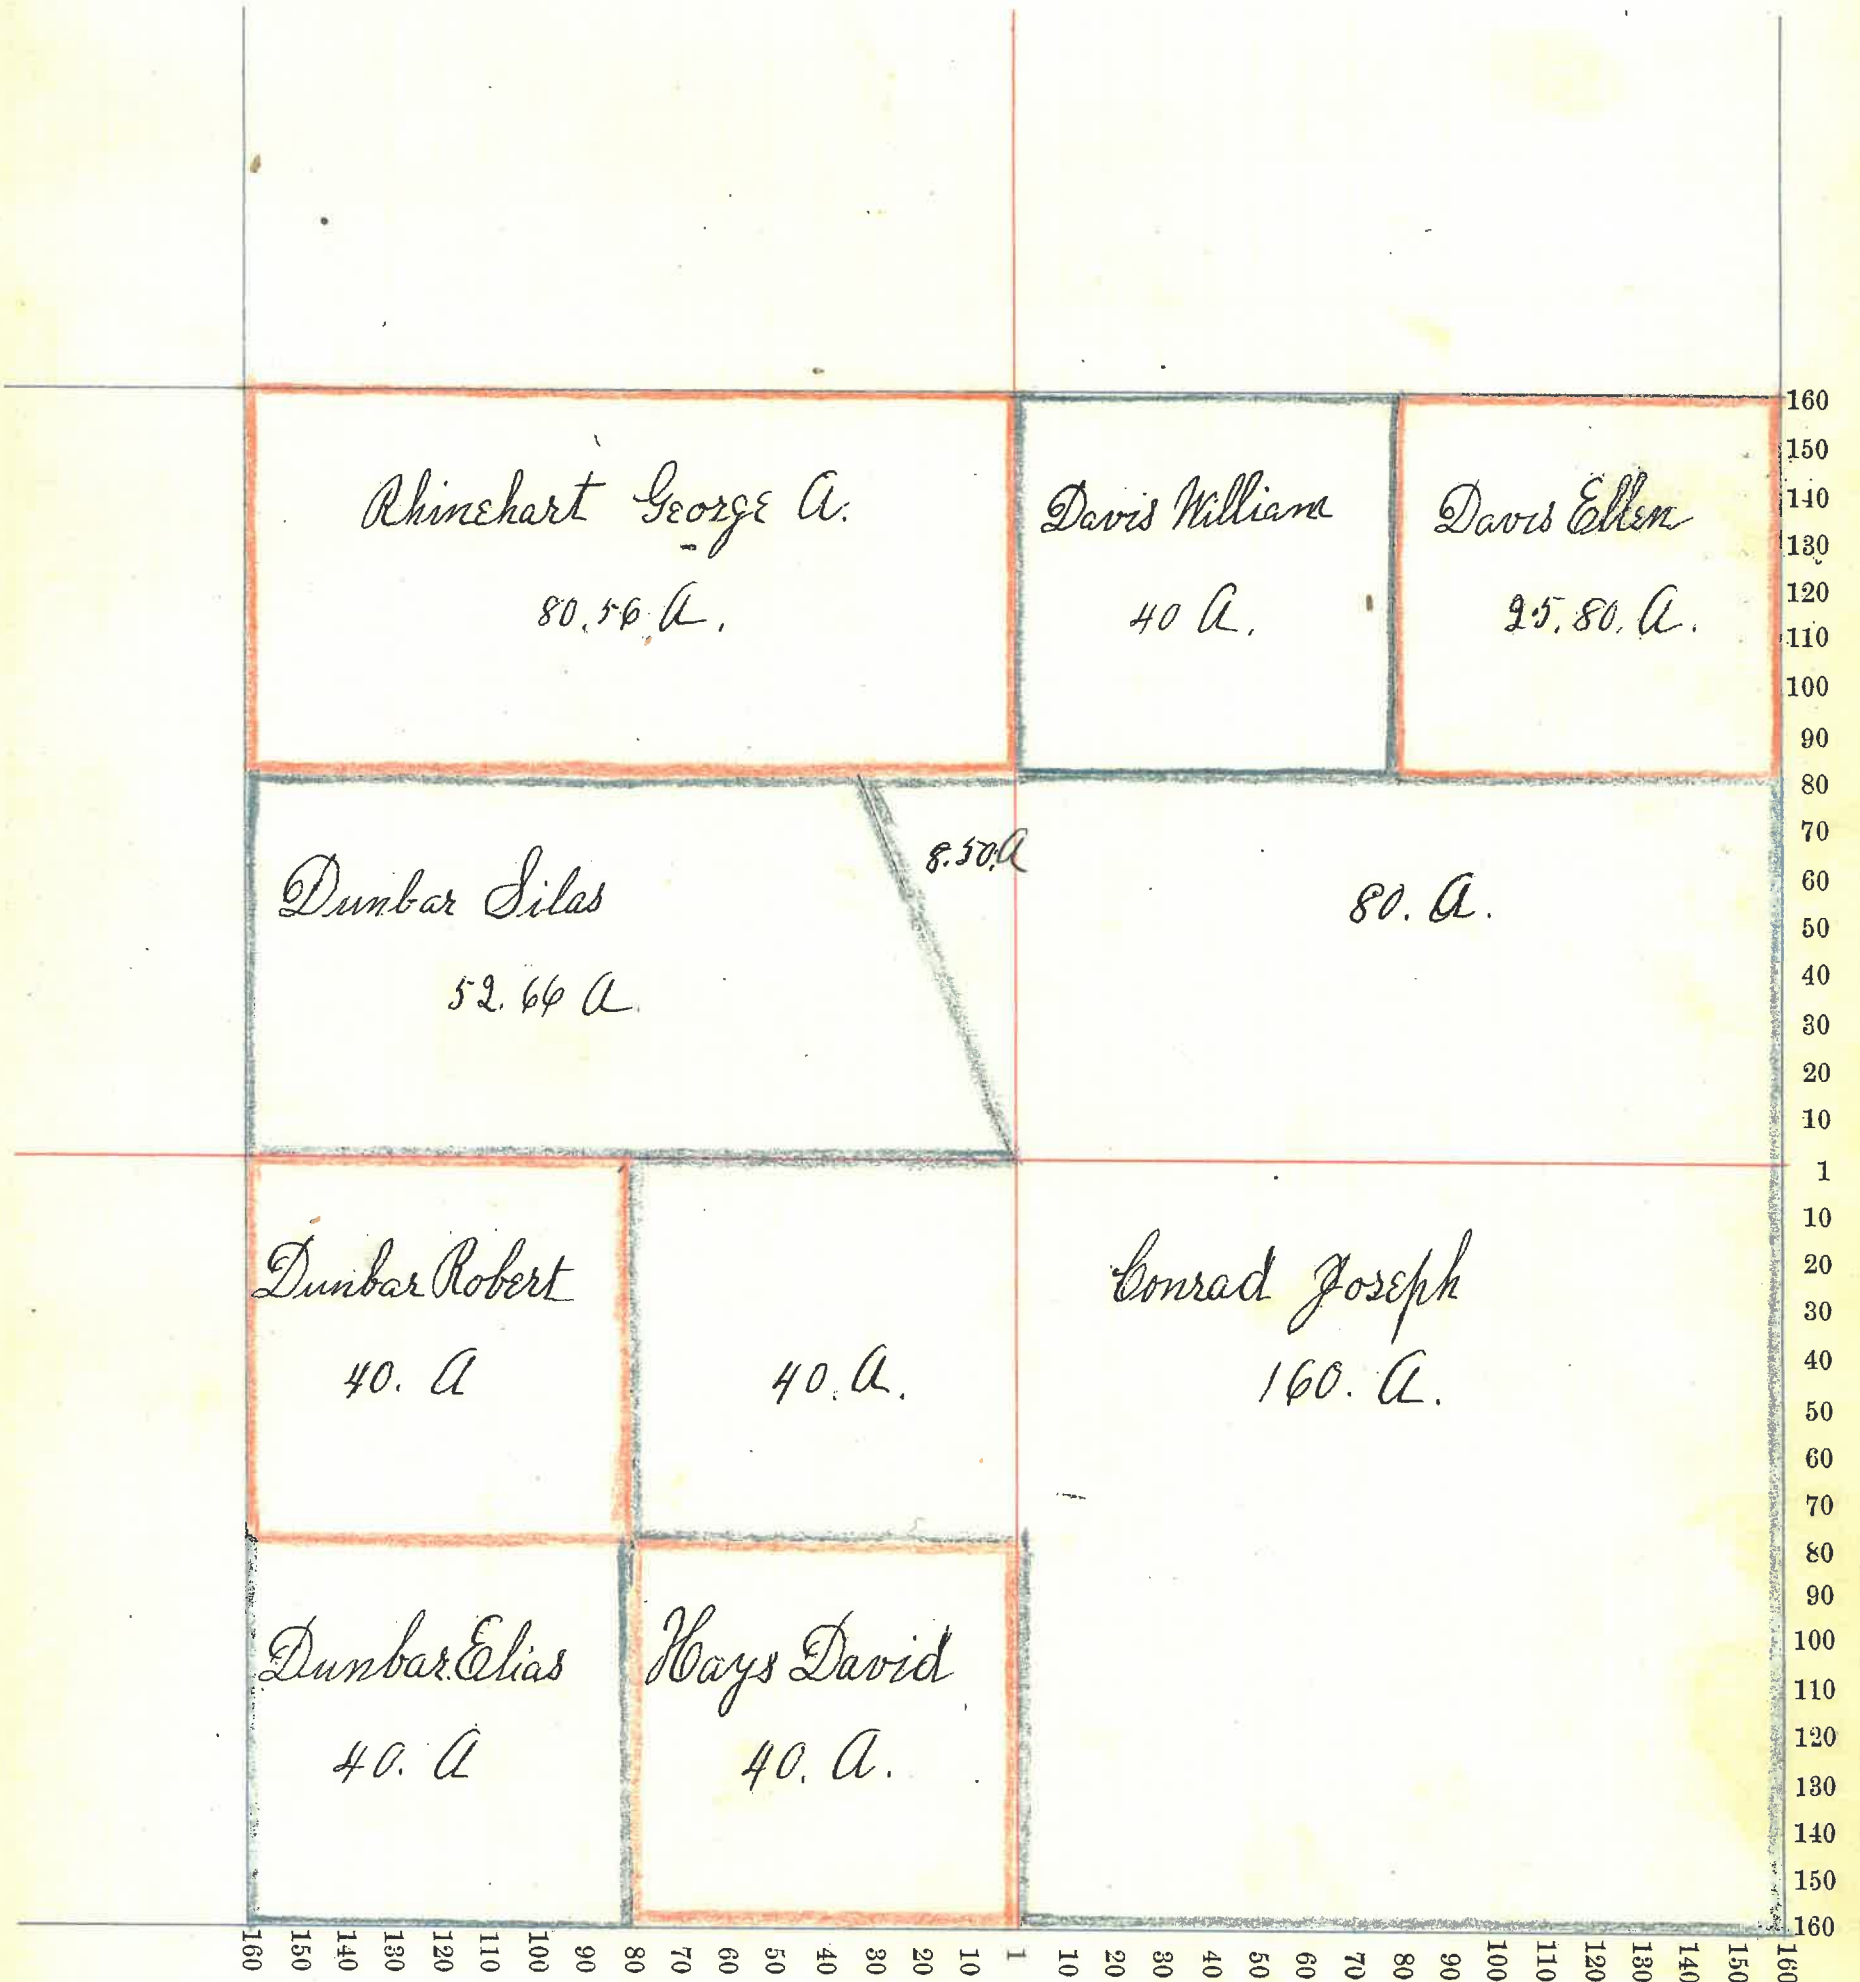 Rhinehart George A.
80.56 A.
Davis William
40 A.
Davis Ellen
25.80. A.
Dunbar Silas
52.66 A.
8.50.A
80. A.
Dunbar Robert
40. A
40. A.
Conrad Joseph
160. A.
Dunbar Elias
40. A
Hays David
40. A.
160
150
140
130
120
110
100
90
80
70
60
50
40
30
20
10
1
10
20
30
40
50
60
70
80
90
100
110
120
130
140
150
160
160 150 140 130 120 110 100 90 80 70 60 50 40 30 20 10 1 10 20 30 40 50 60 70 80 90 100 110 120 130 140 150 160